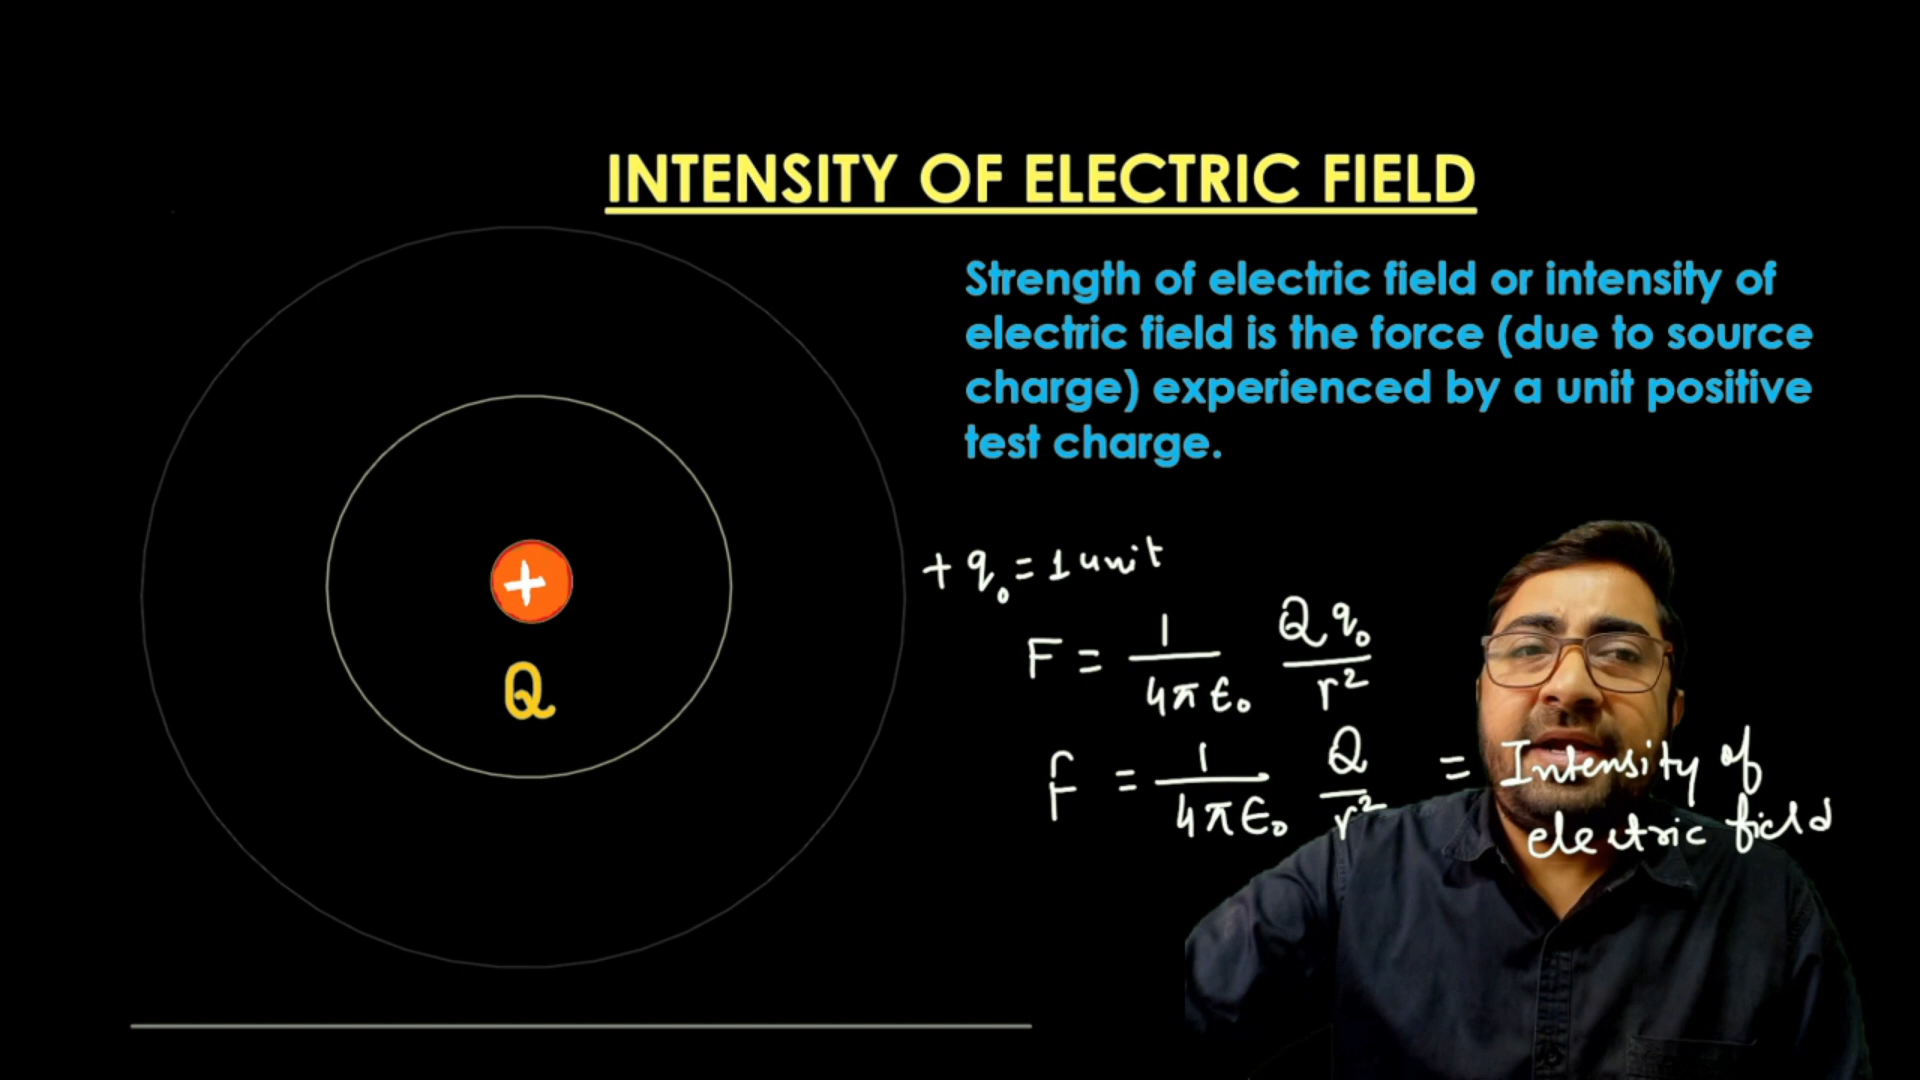 INTENSITY OF ELECTRIC FIELD
Strength of electric field or intensity of
electric field is the force (due to source
charge) experienced by a unit positive
test charge.
+
Q
+ q₀ = 1 unit
F = 1/4πε₀ Qq₀/r²
F = 1/4πε₀ Q/r² = Intensity of
electric field